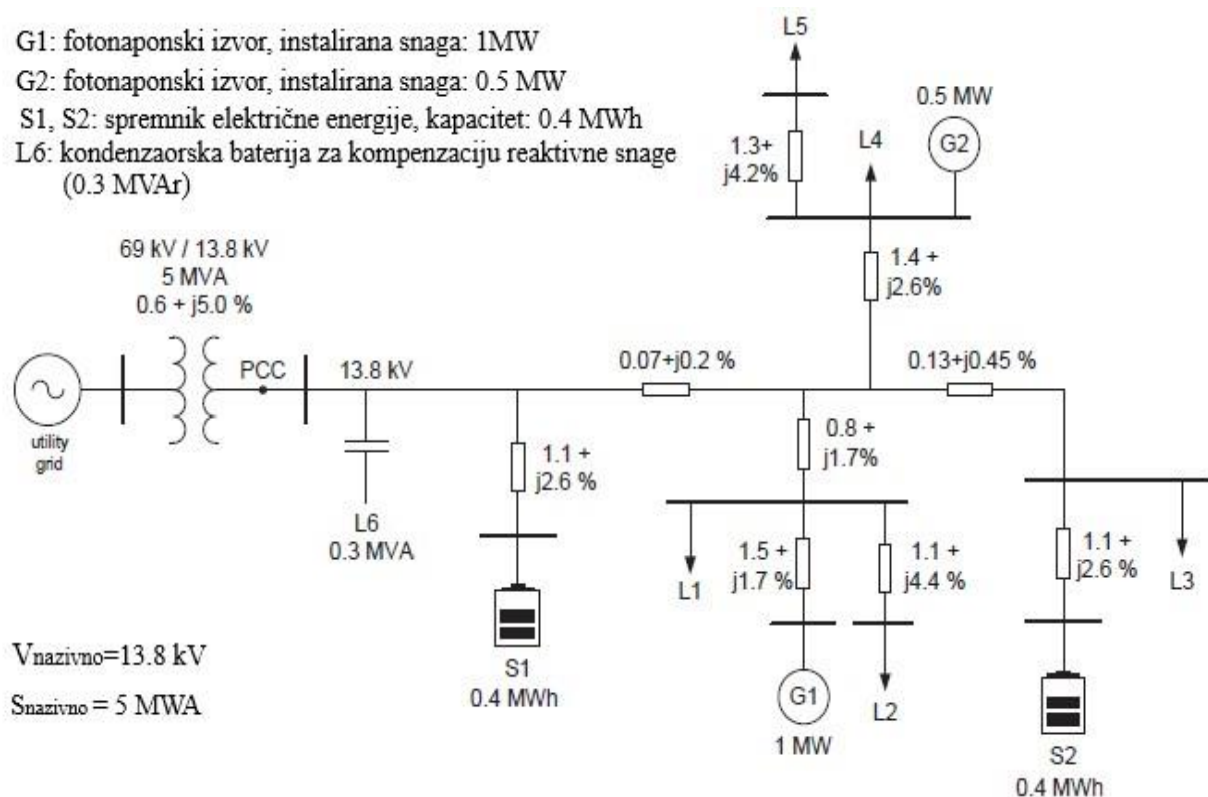 G1: fotonaponski izvor, instalirana snaga: 1MW
G2: fotonaponski izvor, instalirana snaga: 0.5 MW
S1, S2: spremnik električne energije, kapacitet: 0.4 MWh
L6: kondenzaorska baterija za kompenzaciju reaktivne snage
(0.3 MVAr)
L5
1.3+
j4.2%
L4
0.5 MW
G2
1.4 +
j2.6%
69 kV / 13.8 kV
5 MVA
0.6 + j5.0 %
utility
grid
PCC
13.8 kV
L6
0.3 MVA
1.1 +
j2.6 %
S1
0.4 MWh
0.07+j0.2 %
0.13+j0.45 %
0.8 +
j1.7%
L1
1.5 +
j1.7 %
G1
1 MW
1.1 +
j4.4 %
L2
1.1 +
j2.6 %
L3
S2
0.4 MWh
Vnazivno=13.8 kV
Snazivno = 5 MWA